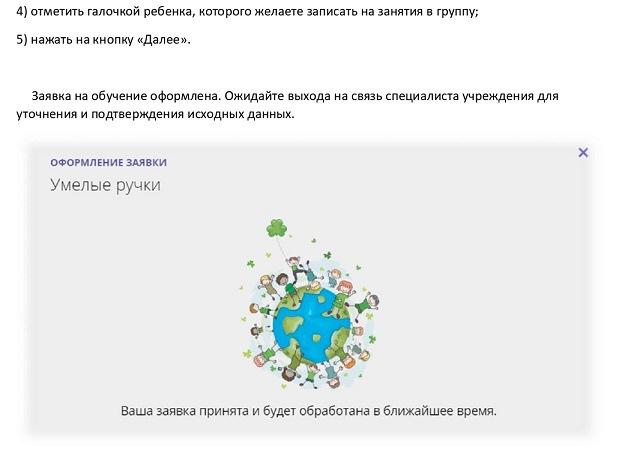 4) отметить галочкой ребенка, которого желаете записать на занятия в группу;
5) нажать на кнопку «Далее».
Заявка на обучение оформлена. Ожидайте выхода на связь специалиста учреждения для
уточнения и подтверждения исходных данных.
ОФОРМЛЕНИЕ ЗАЯВКИ
Умелые ручки
Ваша заявка принята и будет обработана в ближайшее время.